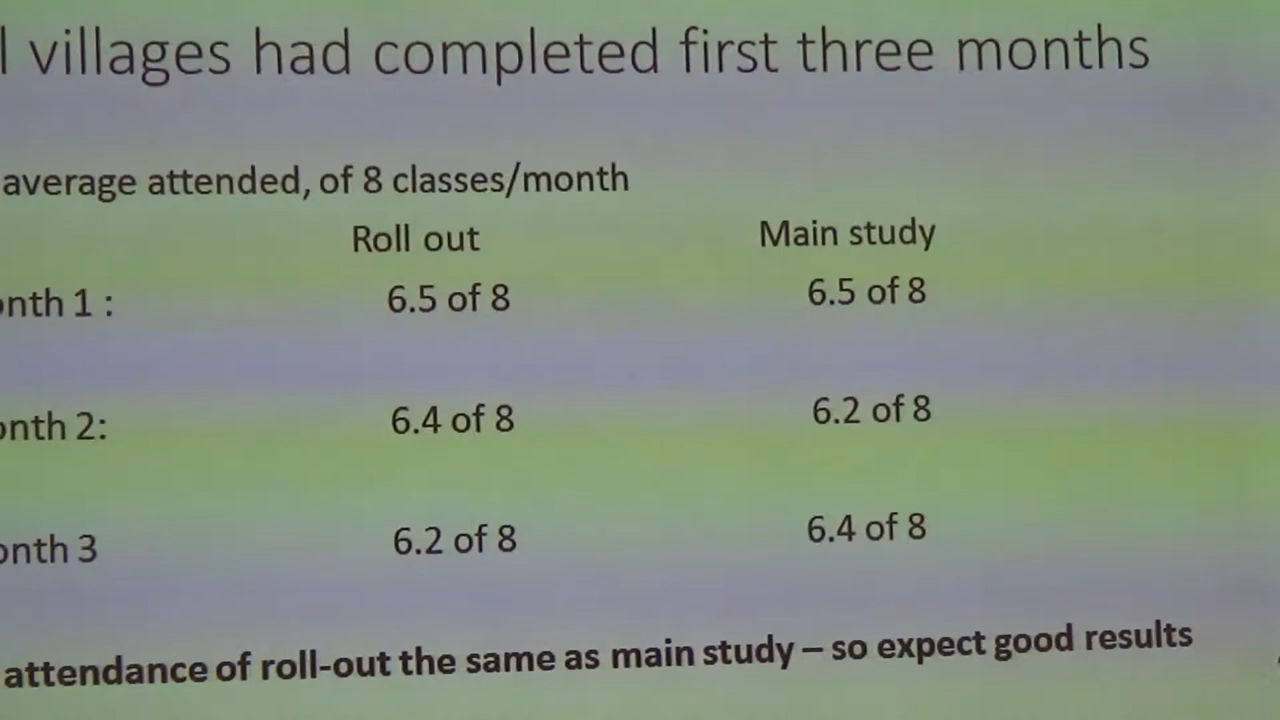 l villages had completed first three months
average attended, of 8 classes/month
Roll out Main study
onth 1 : 6.5 of 8 6.5 of 8
onth 2: 6.4 of 8 6.2 of 8
onth 3 6.2 of 8 6.4 of 8
attendance of roll-out the same as main study – so expect good results